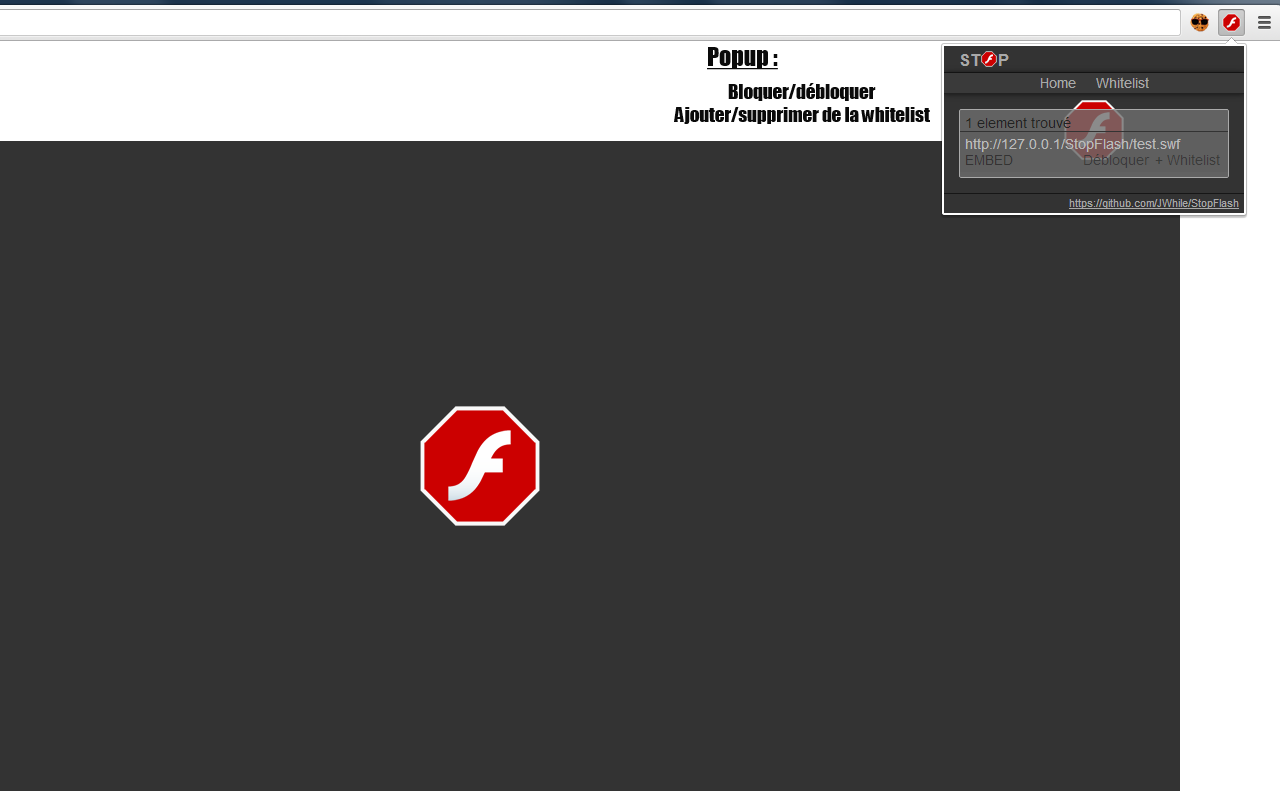 Popup :
Bloquer/débloquer
Ajouter/supprimer de la whitelist
STOP
Home Whitelist
1 element trouvé
http://127.0.0.1/StopFlash/test.swf
EMBED Débloquer + Whitelist
https://github.com/JWhile/StopFlash